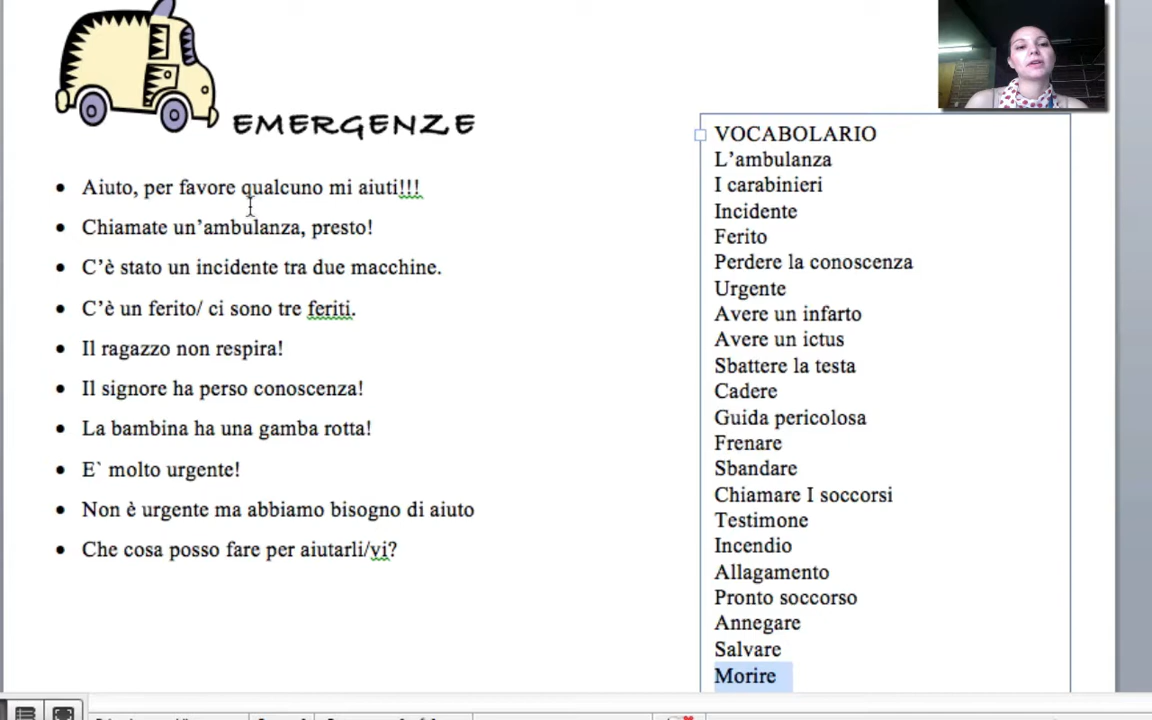 EMERGENZE
• Aiuto, per favore qualcuno mi aiuti!!!
• Chiamate un’ambulanza, presto!
• C’è stato un incidente tra due macchine.
• C’è un ferito/ ci sono tre feriti.
• Il ragazzo non respira!
• Il signore ha perso conoscenza!
• La bambina ha una gamba rotta!
• E` molto urgente!
• Non è urgente ma abbiamo bisogno di aiuto
• Che cosa posso fare per aiutarli/vi?
VOCABOLARIO
L’ambulanza
I carabinieri
Incidente
Ferito
Perdere la conoscenza
Urgente
Avere un infarto
Avere un ictus
Sbattere la testa
Cadere
Guida pericolosa
Frenare
Sbandare
Chiamare I soccorsi
Testimone
Incendio
Allagamento
Pronto soccorso
Annegare
Salvare
Morire